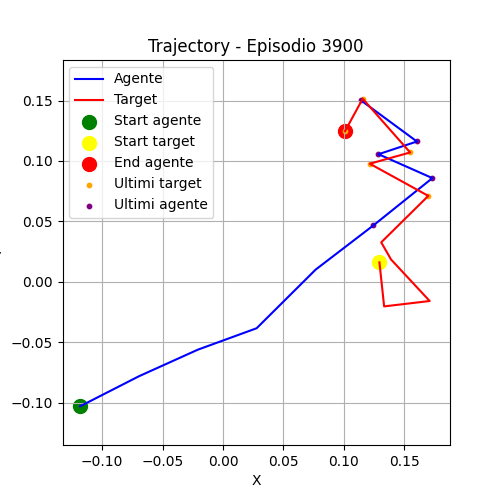 Trajectory - Episodio 3900
Agente
Target
Start agente
Start target
End agente
Ultimi target
Ultimi agente
0.15
0.10
0.05
0.00
−0.05
−0.10
−0.10
−0.05
0.00
0.05
0.10
0.15
X